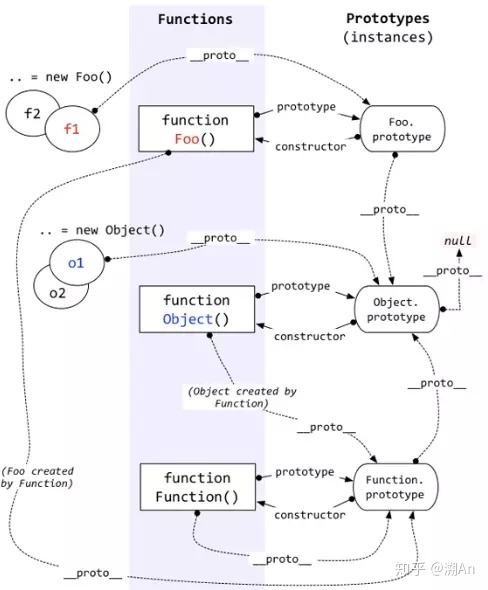 Functions
Prototypes
(instances)
.. = new Foo()
f2
f1
__proto__
function
Foo()
prototype
constructor
Foo.
prototype
__proto__
.. = new Object()
o1
o2
__proto__
null
__proto__
function
Object()
prototype
constructor
Object.
prototype
(Object created by
Function)
__proto__
__proto__
(Foo created
by Function)
function
Function()
prototype
constructor
Function.
prototype
__proto__
__proto__
知乎 @溯An